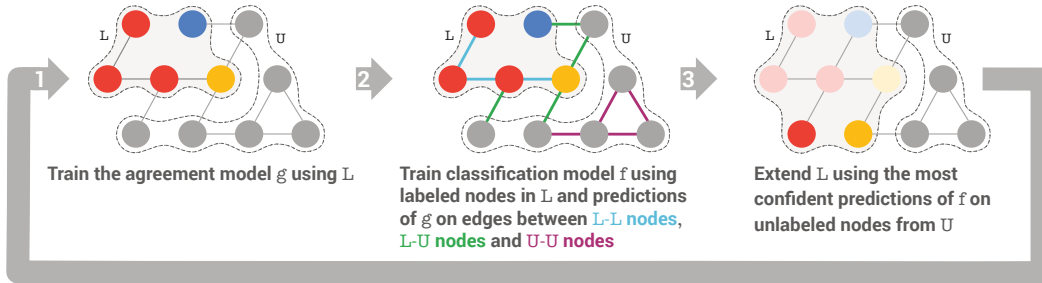 L
U
1
Train the agreement model g using L
L
U
2
Train classification model f using
labeled nodes in L and predictions
of g on edges between L-L nodes,
L-U nodes and U-U nodes
L
U
3
Extend L using the most
confident predictions of f on
unlabeled nodes from U